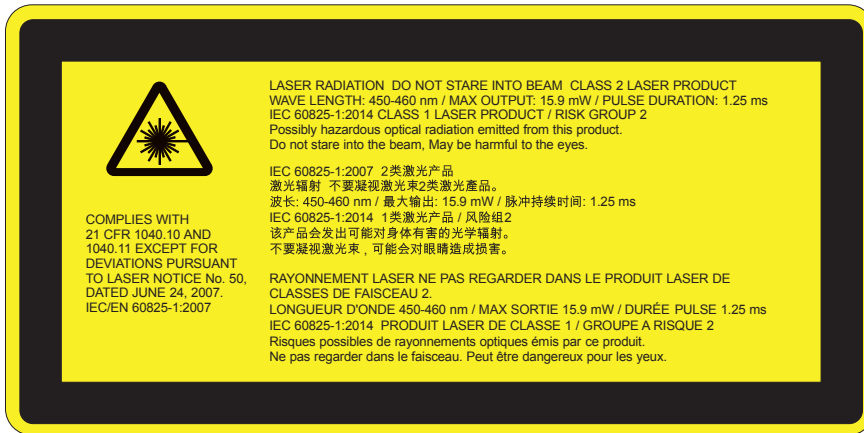 COMPLIES WITH
21 CFR 1040.10 AND
1040.11 EXCEPT FOR
DEVIATIONS PURSUANT
TO LASER NOTICE No. 50,
DATED JUNE 24, 2007.
IEC/EN 60825-1:2007
LASER RADIATION DO NOT STARE INTO BEAM CLASS 2 LASER PRODUCT
WAVE LENGTH: 450-460 nm / MAX OUTPUT: 15.9 mW / PULSE DURATION: 1.25 ms
IEC 60825-1:2014 CLASS 1 LASER PRODUCT / RISK GROUP 2
Possibly hazardous optical radiation emitted from this product.
Do not stare into the beam, May be harmful to the eyes.
IEC 60825-1:2007 2类激光产品
激光辐射 不要凝视激光束2类激光產品。
波长: 450-460 nm / 最大输出: 15.9 mW / 脉冲持续时间: 1.25 ms
IEC 60825-1:2014 1类激光产品 / 风险组2
该产品会发出可能对身体有害的光学辐射。
不要凝视激光束 , 可能会对眼睛造成损害。
RAYONNEMENT LASER NE PAS REGARDER DANS LE PRODUIT LASER DE
CLASSES DE FAISCEAU 2.
LONGUEUR D'ONDE 450-460 nm / MAX SORTIE 15.9 mW / DURÉE PULSE 1.25 ms
IEC 60825-1:2014 PRODUIT LASER DE CLASSE 1 / GROUPE A RISQUE 2
Risques possibles de rayonnements optiques émis par ce produit.
Ne pas regarder dans le faisceau. Peut être dangereux pour les yeux.